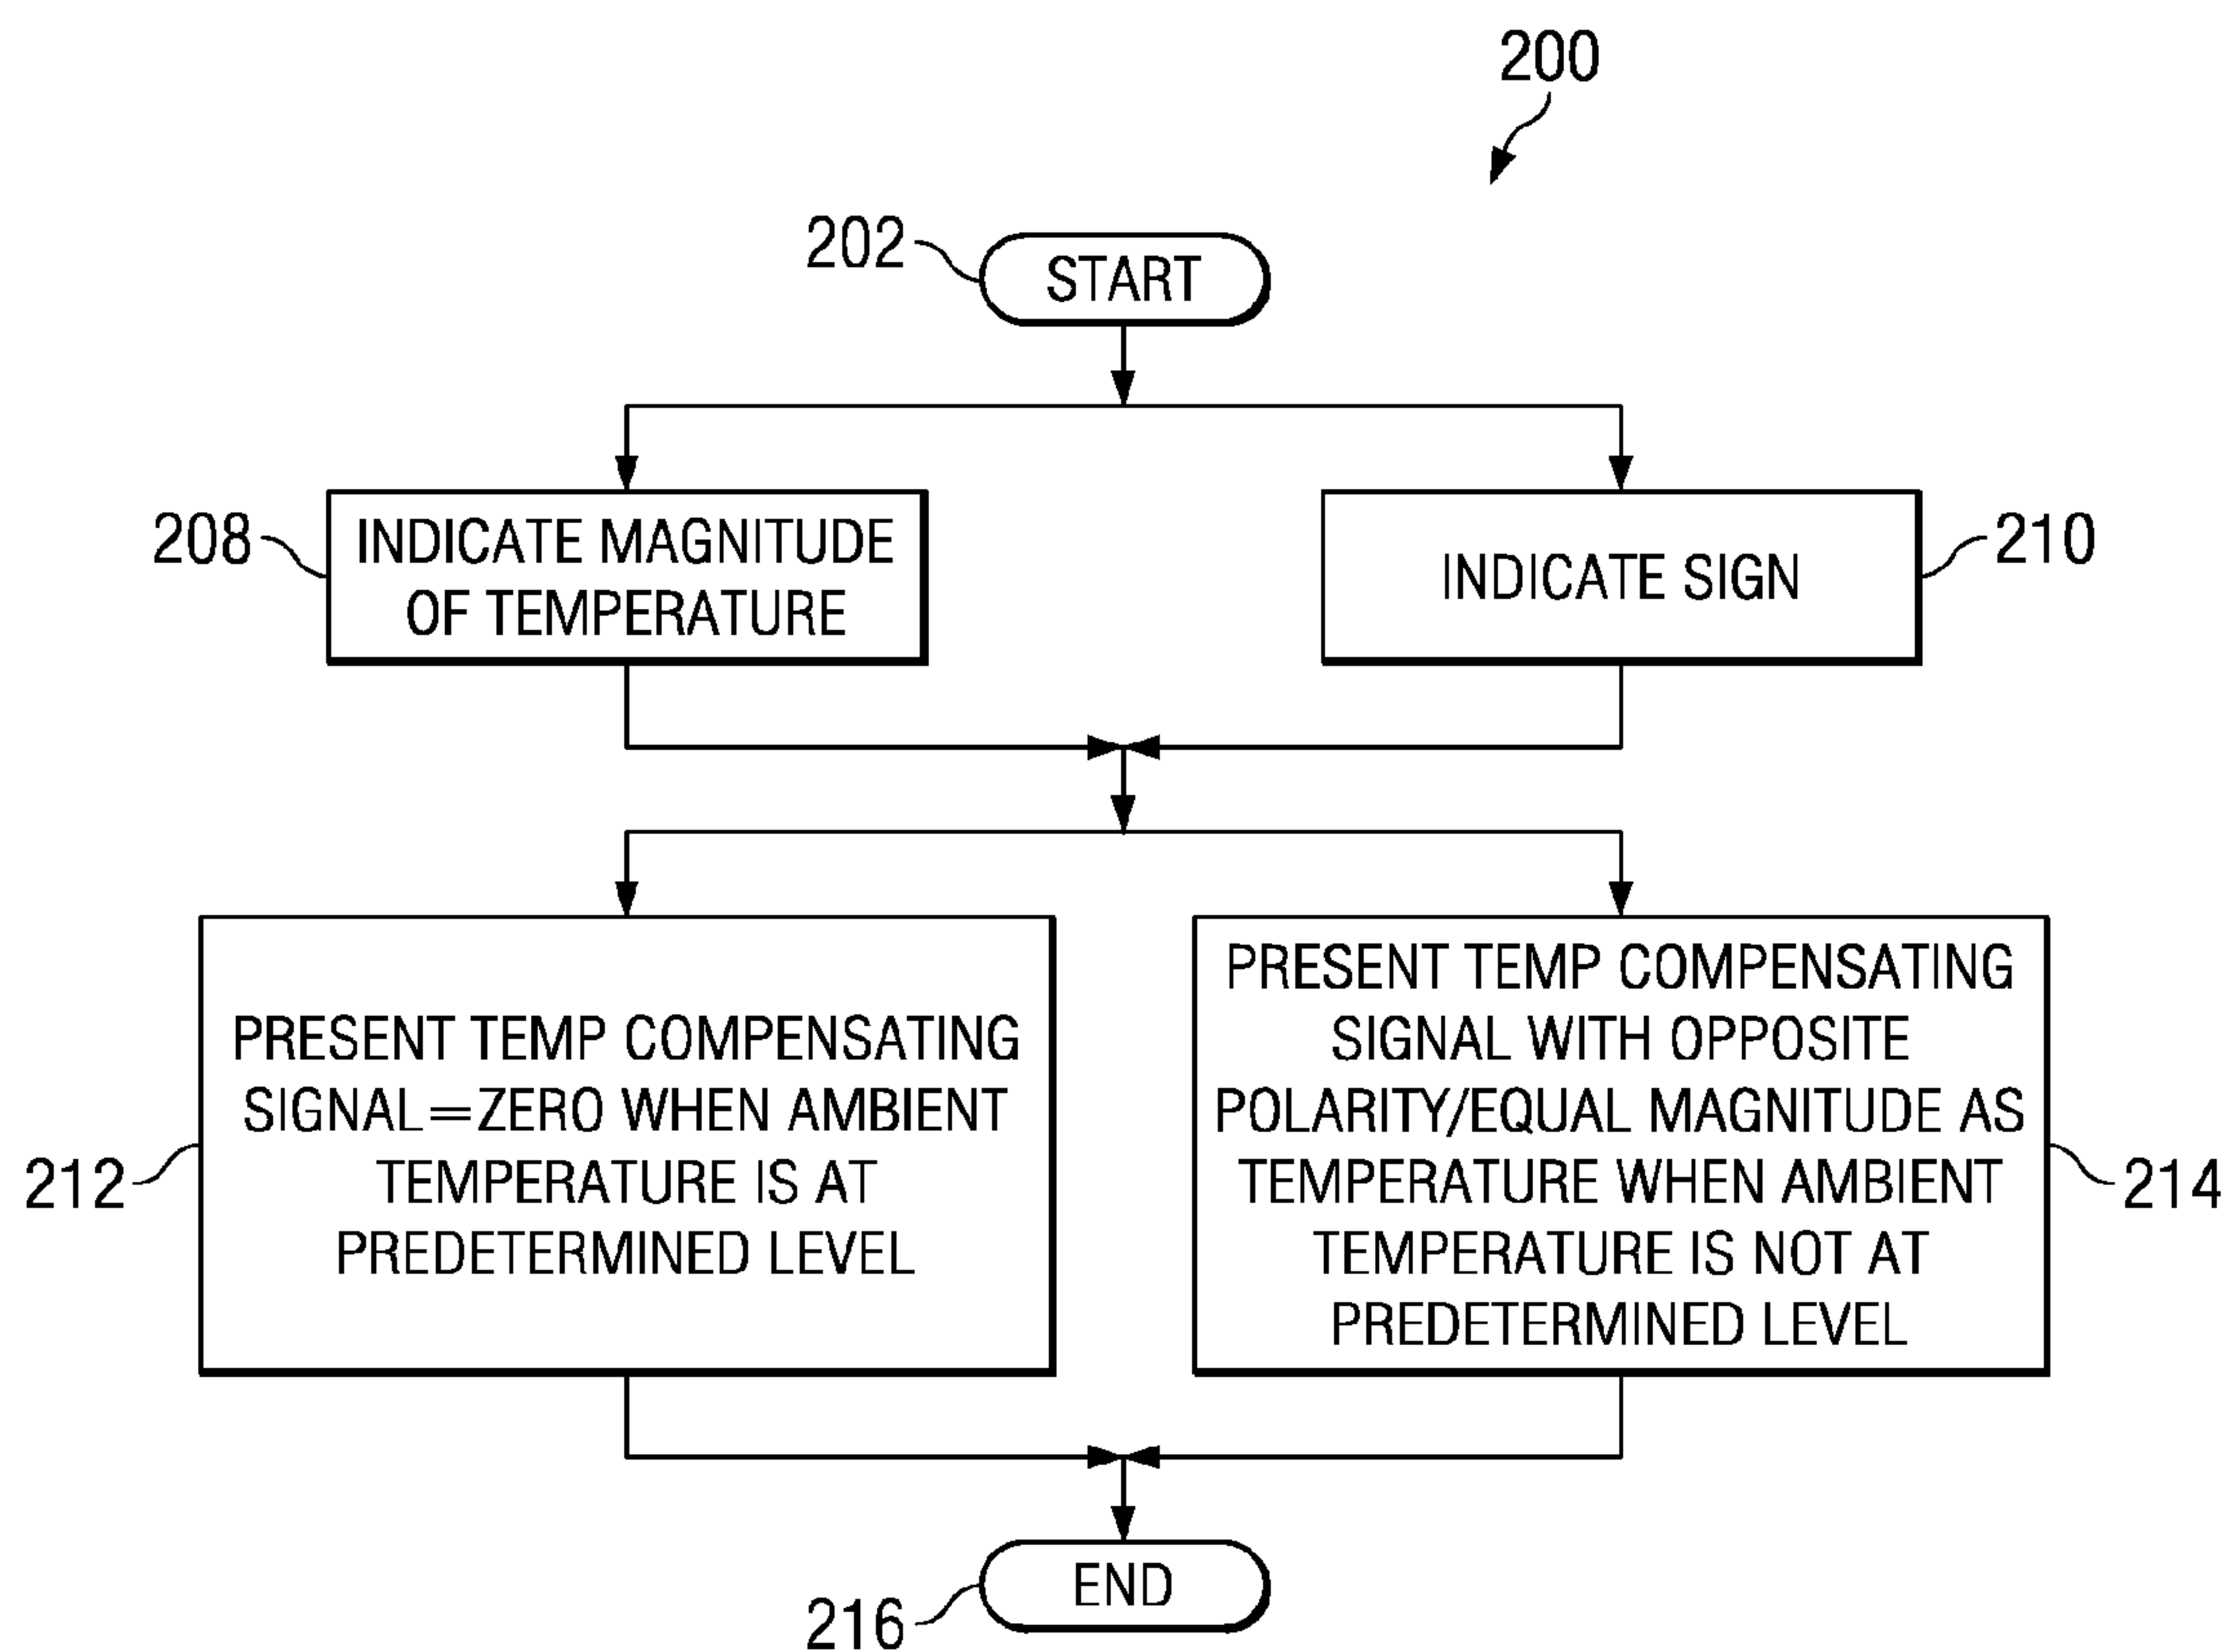 200
202
START
208
INDICATE MAGNITUDE
OF TEMPERATURE
INDICATE SIGN
210
212
PRESENT TEMP COMPENSATING
SIGNAL=ZERO WHEN AMBIENT
TEMPERATURE IS AT
PREDETERMINED LEVEL
PRESENT TEMP COMPENSATING
SIGNAL WITH OPPOSITE
POLARITY/EQUAL MAGNITUDE AS
TEMPERATURE WHEN AMBIENT
TEMPERATURE IS NOT AT
PREDETERMINED LEVEL
214
216
END